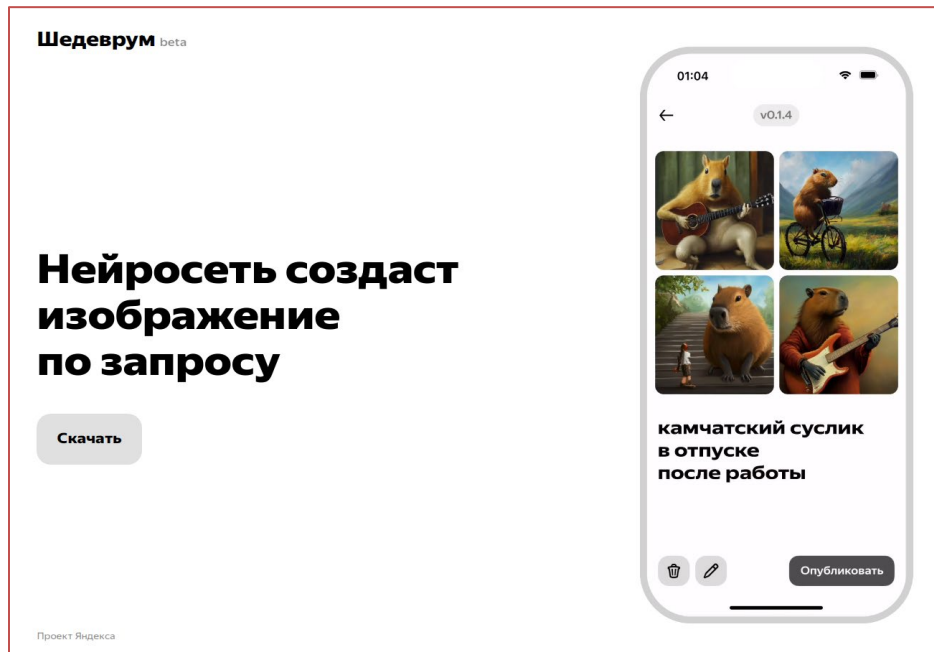 Шедеврум beta
Нейросеть создаст
изображение
по запросу
Скачать
Проект Яндекса
01:04
v0.1.4
камчатский суслик
в отпуске
после работы
Опубликовать